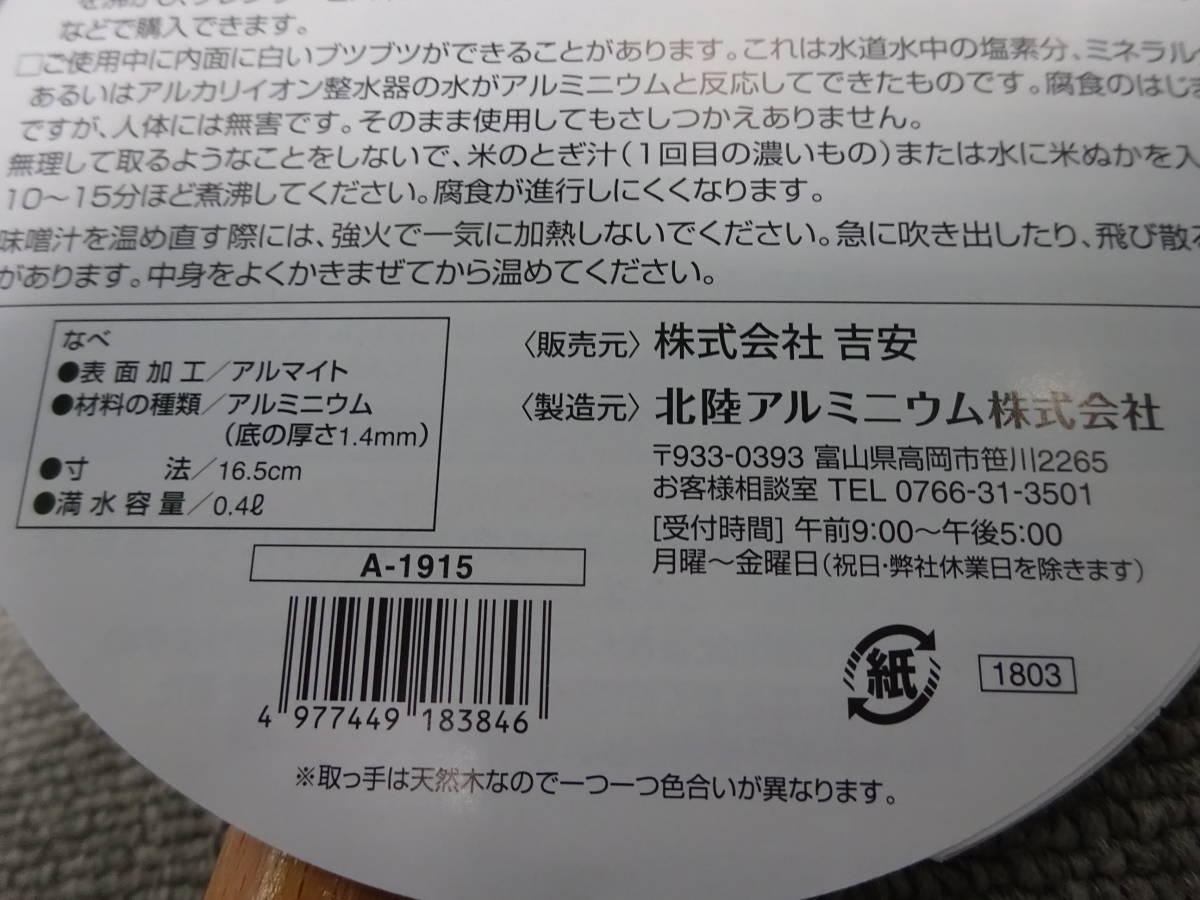 などで購入できます。
□ご使用中に内面に白いブツブツができることがあります。これは水道水中の塩素分、ミネラル
あるいはアルカリイオン整水器の水がアルミニウムと反応してできたものです。腐食のはじま
ですが、人体には無害です。そのまま使用してもさしつかえありません。
無理して取るようなことをしないで、米のとぎ汁(1回目の濃いもの)または水に米ぬかを入
10〜15分ほど煮沸してください。腐食が進行しにくくなります。
味噌汁を温め直す際には、強火で一気に加熱しないでください。急に吹き出したり、飛び散る
があります。中身をよくかきまぜてから温めてください。
なべ
●表面加工/アルマイト
●材料の種類/アルミニウム
(底の厚さ1.4mm)
●寸 法/16.5cm
●満水容量/0.4ℓ
〈販売元〉 株式会社 吉安
〈製造元〉 北陸アルミニウム株式会社
〒933-0393 富山県高岡市笹川2265
お客様相談室 TEL 0766-31-3501
[受付時間] 午前9:00〜午後5:00
月曜〜金曜日(祝日・弊社休業日を除きます)
A-1915
4 977449 183846
紙
1803
※取っ手は天然木なので一つ一つ色合いが異なります。